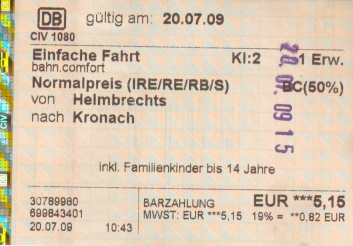 DB gültig am: 20.07.09
CIV 1080
Einfache Fahrt Kl:2 1 Erw.
bahn.comfort
Normalpreis (IRE/RE/RB/S) BC(50%)
von Helmbrechts
nach Kronach
20.07.09 15
inkl. Familienkinder bis 14 Jahre
30789980 BARZAHLUNG EUR ***5,15
699843401 MWST: EUR ***5,15 19% = **0,82 EUR
20.07.09 10:43